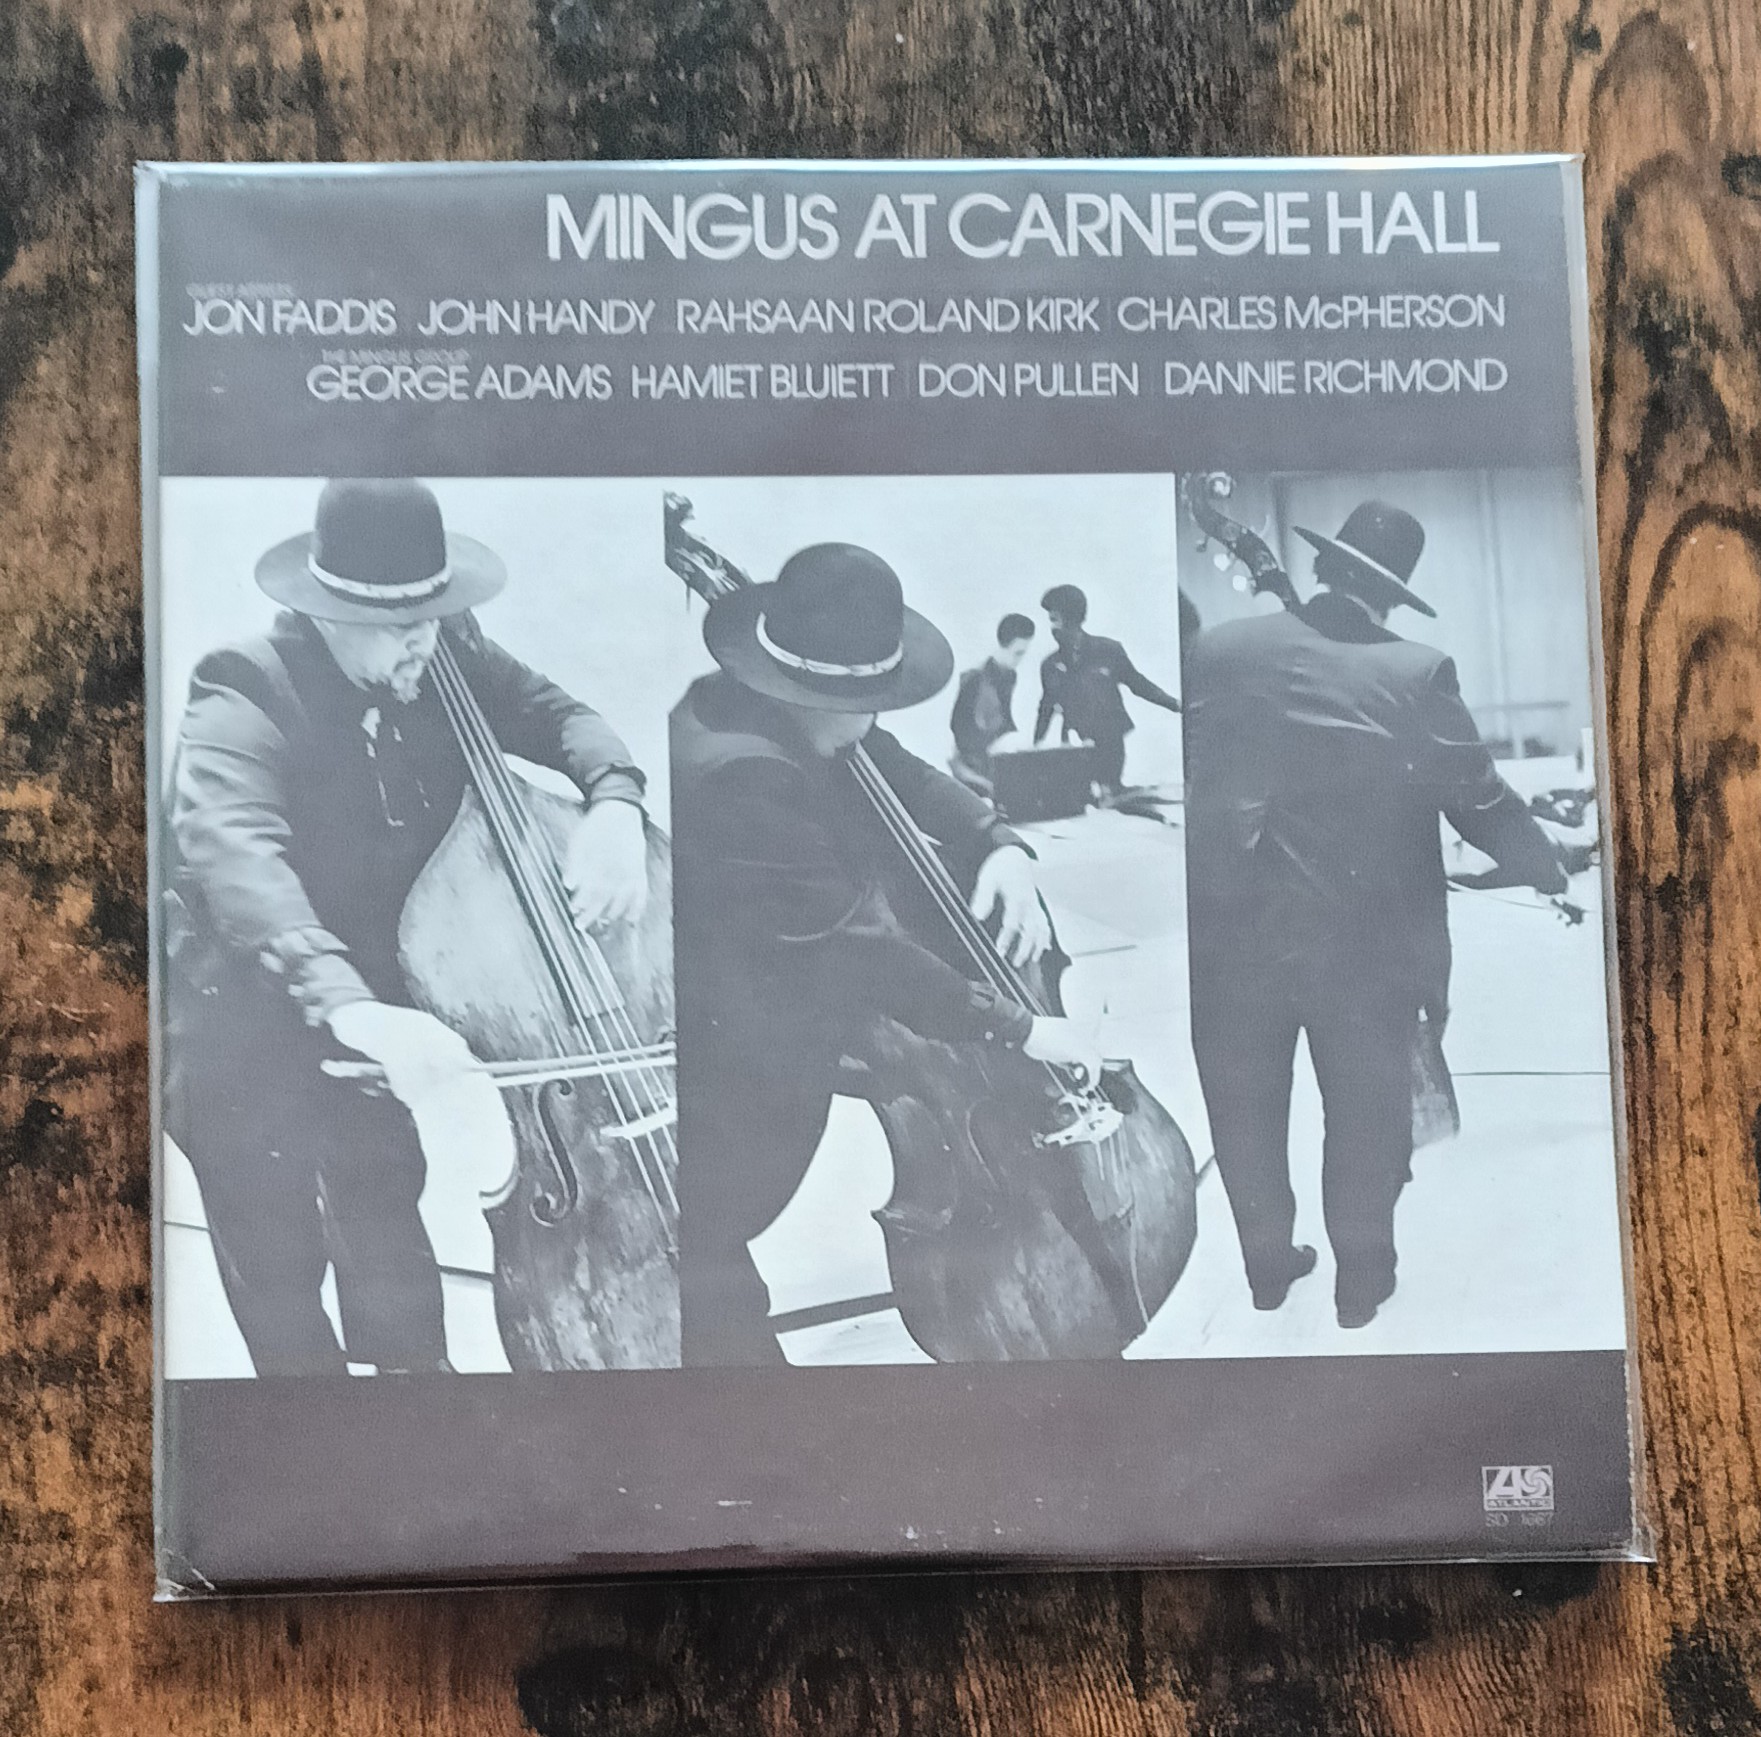 MINGUS AT CARNEGIE HALL
GUEST ARTISTS
JON FADDIS JOHN HANDY RAHSAAN ROLAND KIRK CHARLES McPHERSON
THE MINGUS GROUP
GEORGE ADAMS HAMIET BLUIETT DON PULLEN DANNIE RICHMOND
ATLANTIC
SD 1667